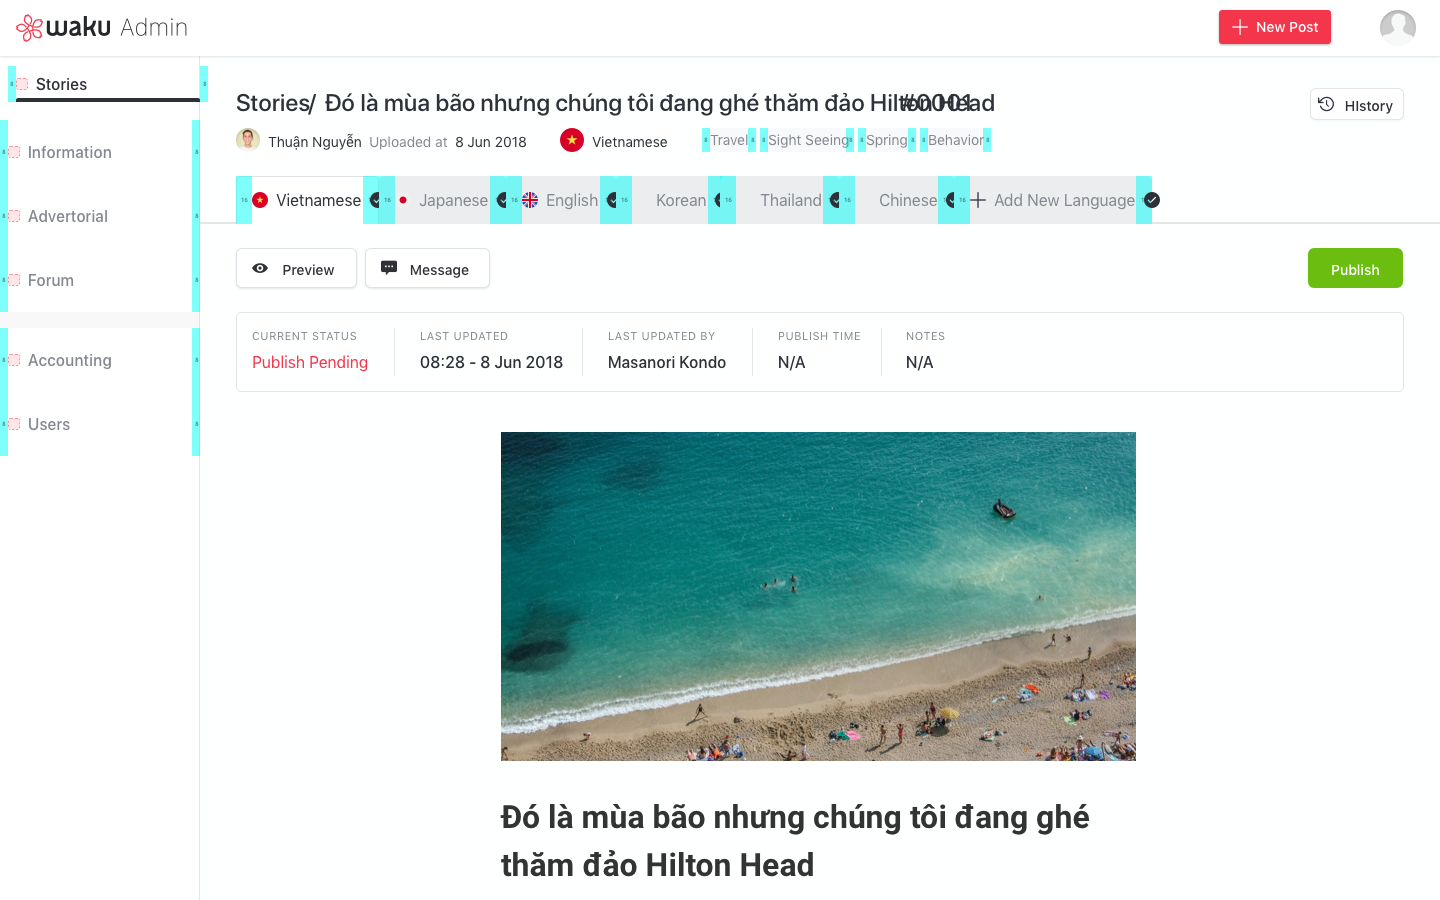 waku Admin
New Post
Stories
Information
Advertorial
Forum
Accounting
Users
Stories/ Đó là mùa bão nhưng chúng tôi đang ghé thăm đảo Hilton Head
#0001
HIstory
Thuận Nguyễn Uploaded at 8 Jun 2018
Vietnamese
Travel Sight Seeing Spring Behavior
Vietnamese Japanese English Korean Thailand Chinese Add New Language
Preview Message Publish
CURRENT STATUS LAST UPDATED LAST UPDATED BY PUBLISH TIME NOTES
Publish Pending 08:28 - 8 Jun 2018 Masanori Kondo N/A N/A
Đó là mùa bão nhưng chúng tôi đang ghé
thăm đảo Hilton Head